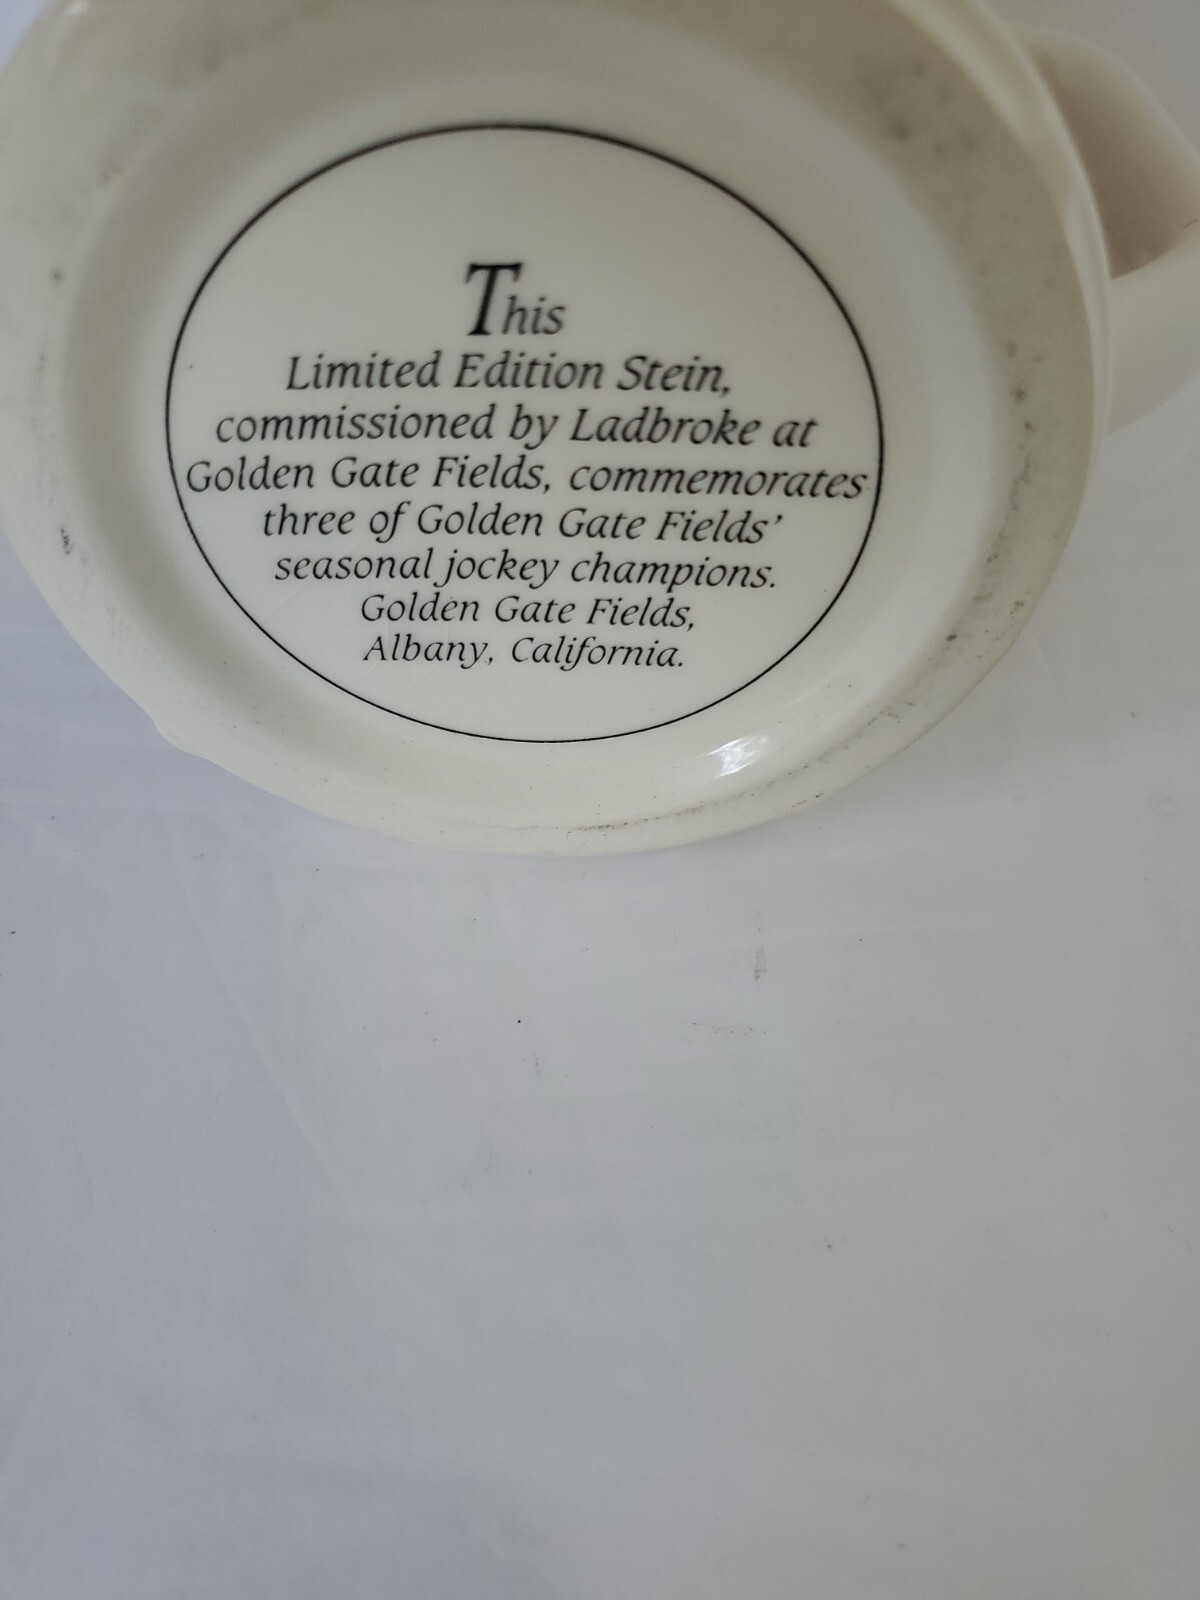 This
Limited Edition Stein,
commissioned by Ladbroke at
Golden Gate Fields, commemorates
three of Golden Gate Fields'
seasonal jockey champions.
Golden Gate Fields,
Albany, California.